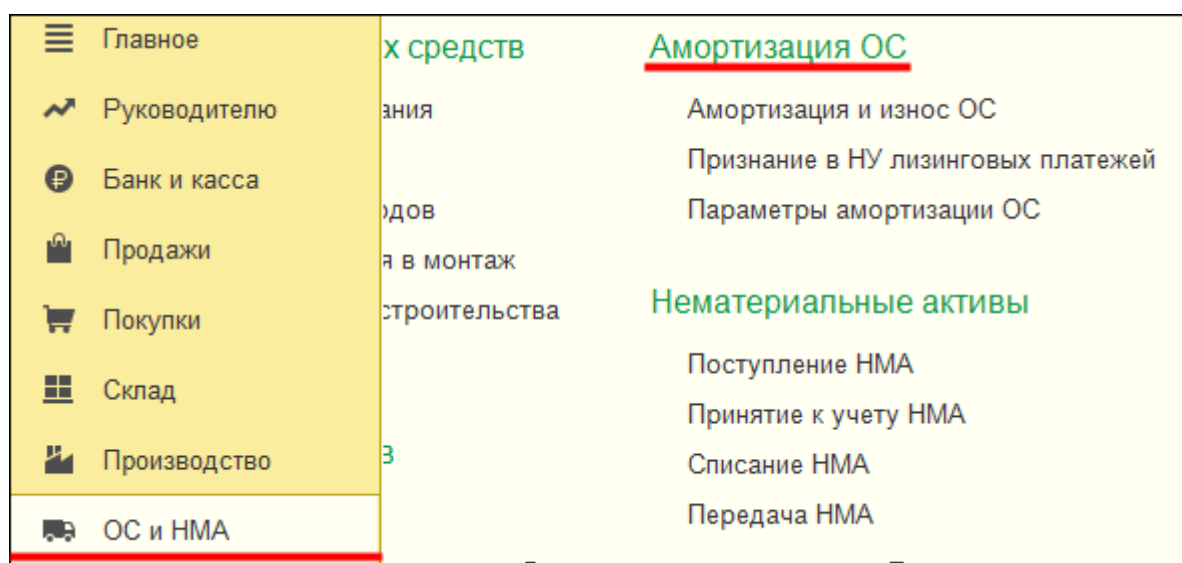 Главное
Руководителю
Банк и касса
Продажи
Покупки
Склад
Производство
ОС и НМА
х средств
ания
одов
я в монтаж
строительства
в
Амортизация ОС
Амортизация и износ ОС
Признание в НУ лизинговых платежей
Параметры амортизации ОС
Нематериальные активы
Поступление НМА
Принятие к учету НМА
Списание НМА
Передача НМА